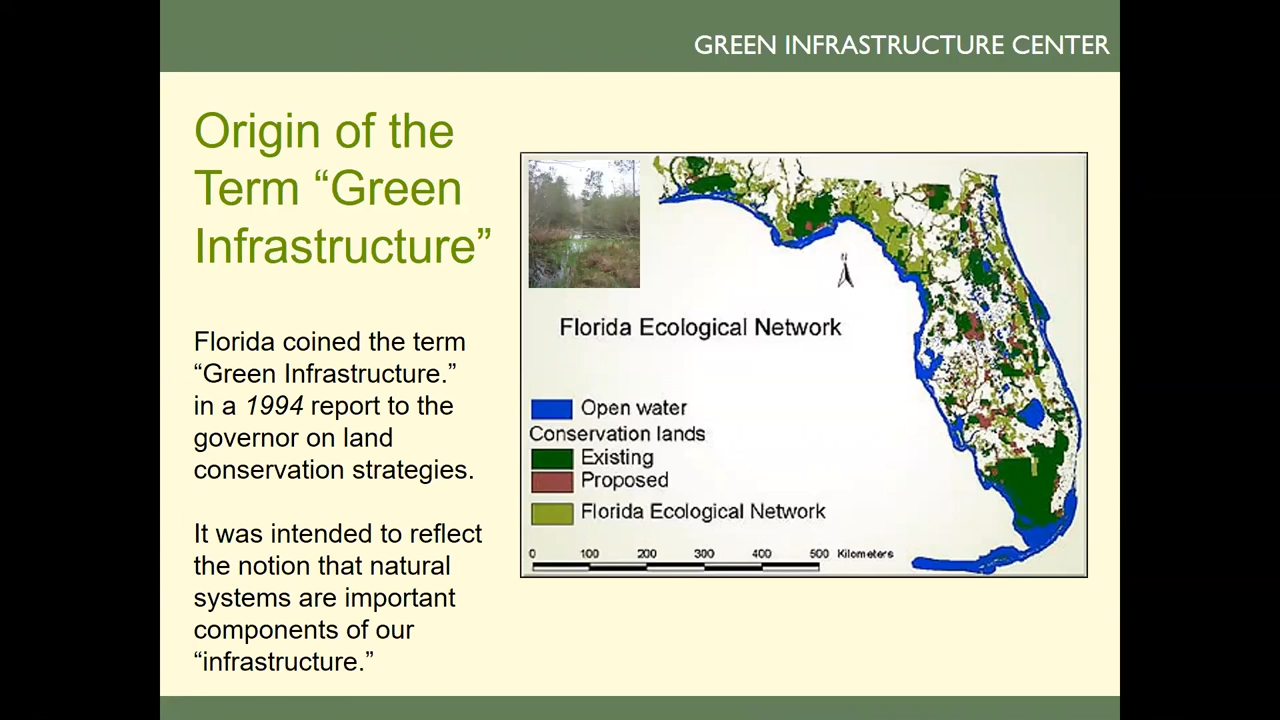 GREEN INFRASTRUCTURE CENTER
Origin of the
Term “Green
Infrastructure”
Florida coined the term
“Green Infrastructure.”
in a 1994 report to the
governor on land
conservation strategies.
It was intended to reflect
the notion that natural
systems are important
components of our
“infrastructure.”
N
Florida Ecological Network
Open water
Conservation lands
Existing
Proposed
Florida Ecological Network
0 100 200 300 400 500 Kilometers